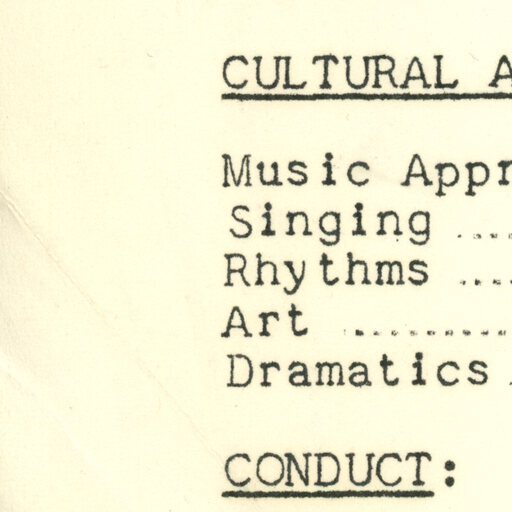 CULTURAL A
Music Appr
Singing ....
Rhythms ....
Art ...........
Dramatics .
CONDUCT: